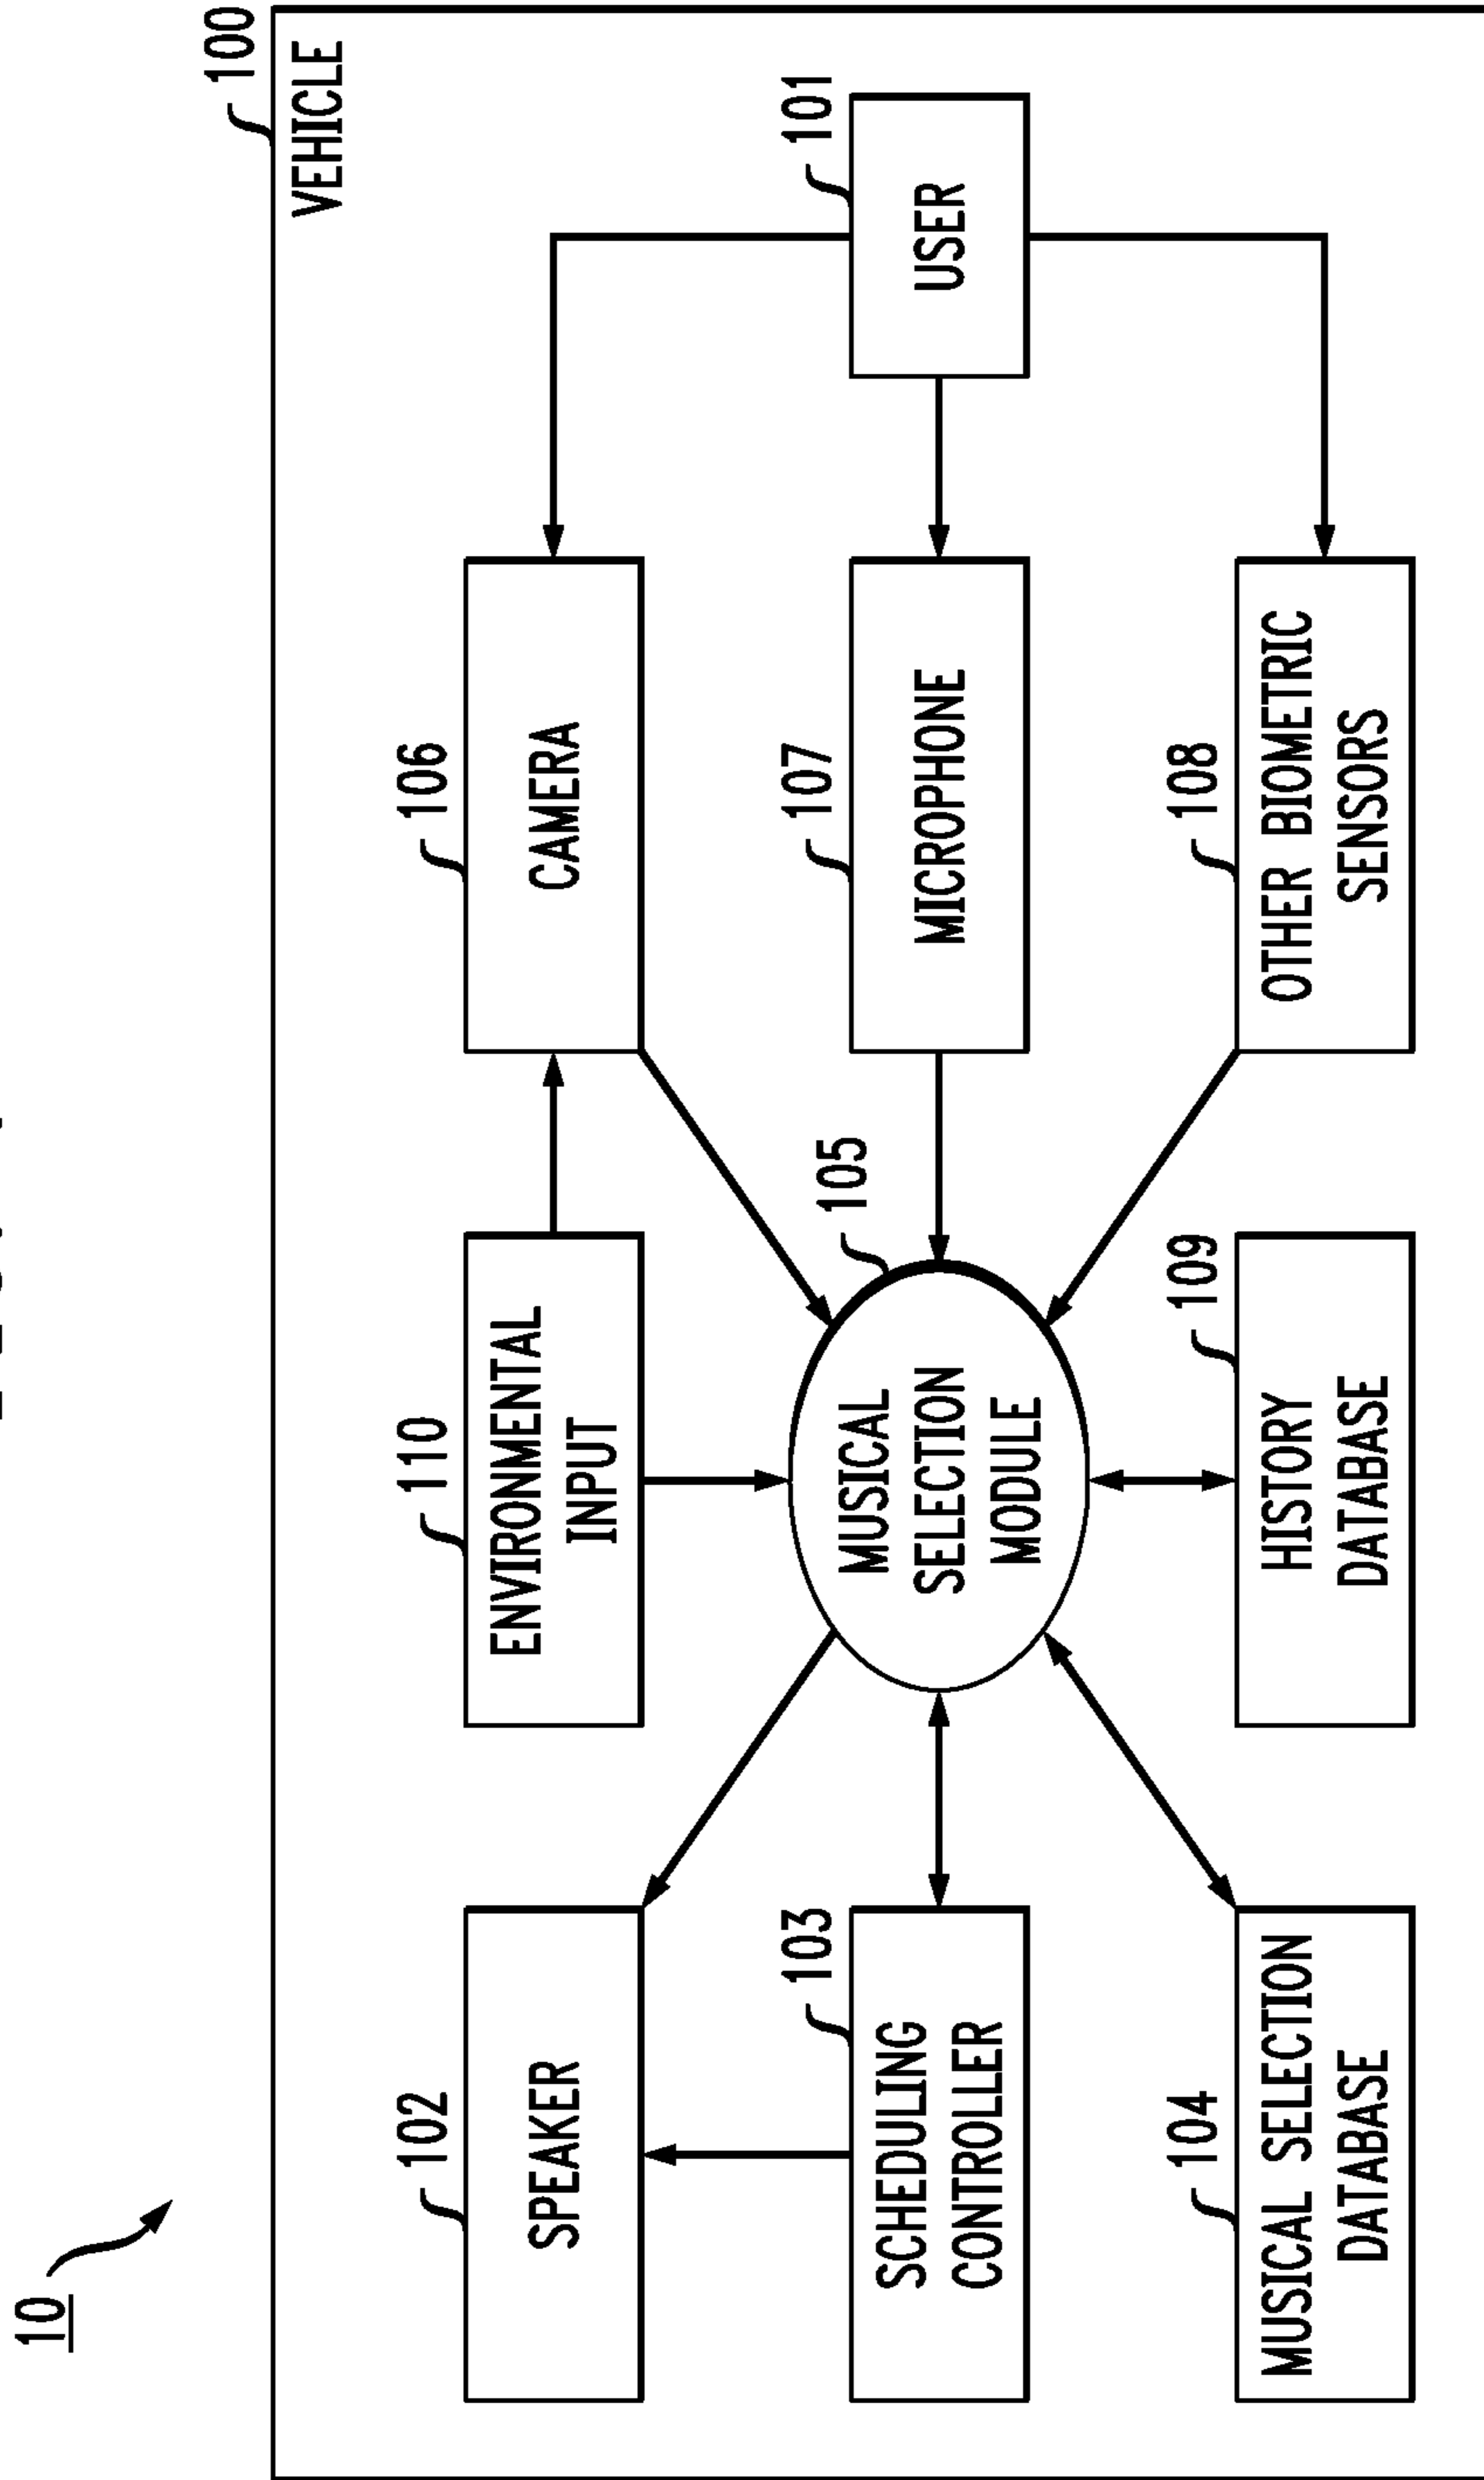 10
100
VEHICLE
102
SPEAKER
110
ENVIRONMENTAL
INPUT
106
CAMERA
103
SCHEDULING
CONTROLLER
105
MUSICAL
SELECTION
MODULE
107
MICROPHONE
101
USER
104
MUSICAL SELECTION
DATABASE
109
HISTORY
DATABASE
108
OTHER BIOMETRIC
SENSORS